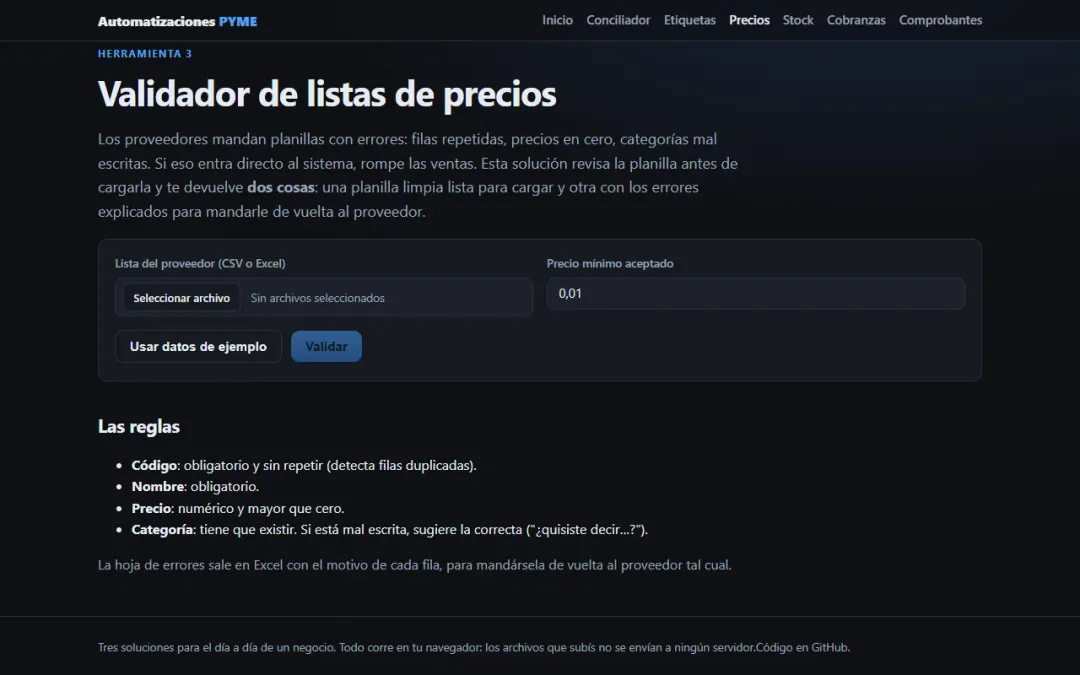 Automatizaciones PYME
Inicio Conciliador Etiquetas Precios Stock Cobranzas Comprobantes
HERRAMIENTA 3
Validador de listas de precios
Los proveedores mandan planillas con errores: filas repetidas, precios en cero, categorías mal
escritas. Si eso entra directo al sistema, rompe las ventas. Esta solución revisa la planilla antes de
cargarla y te devuelve dos cosas: una planilla limpia lista para cargar y otra con los errores
explicados para mandarle de vuelta al proveedor.
Lista del proveedor (CSV o Excel)
Seleccionar archivo Sin archivos seleccionados
Precio mínimo aceptado
0,01
Usar datos de ejemplo Validar
Las reglas
• Código: obligatorio y sin repetir (detecta filas duplicadas).
• Nombre: obligatorio.
• Precio: numérico y mayor que cero.
• Categoría: tiene que existir. Si está mal escrita, sugiere la correcta ("¿quisiste decir...?").
La hoja de errores sale en Excel con el motivo de cada fila, para mandársela de vuelta al proveedor tal cual.
Tres soluciones para el día a día de un negocio. Todo corre en tu navegador: los archivos que subís no se envían a ningún servidor.Código en GitHub.